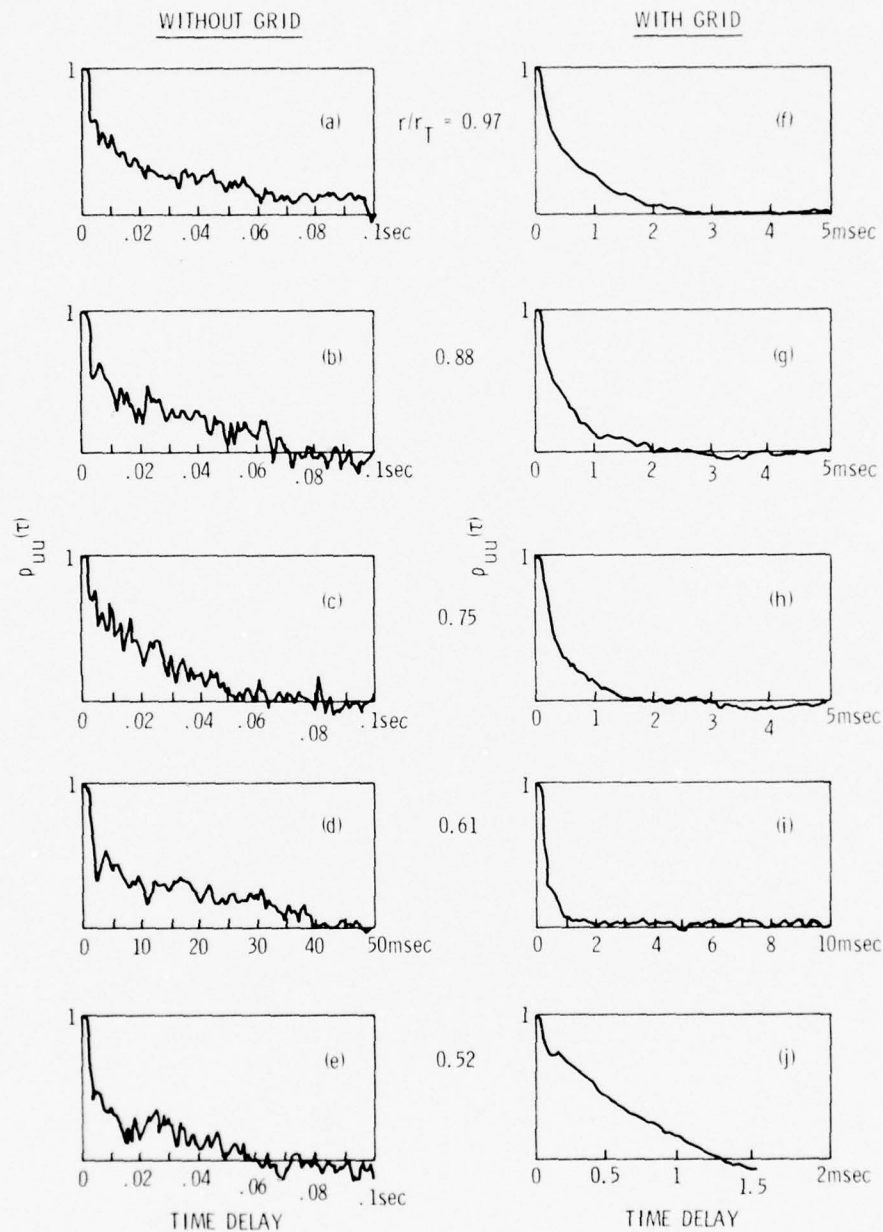 WITHOUT GRID
WITH GRID
1
(a)
0 .02 .04 .06 .08 .1sec
r/r_T = 0.97
1
(f)
0 1 2 3 4 5msec
1
(b)
0 .02 .04 .06 .08 .1sec
0.88
1
(g)
0 1 2 3 4 5msec
ρuu(τ)
1
(c)
0 .02 .04 .06 .08 .1sec
0.75
ρuu(τ)
1
(h)
0 1 2 3 4 5msec
1
(d)
0 10 20 30 40 50msec
0.61
1
(i)
0 2 4 6 8 10msec
1
(e)
0 .02 .04 .06 .08 .1sec
0.52
1
(j)
0 0.5 1 1.5 2msec
TIME DELAY
TIME DELAY